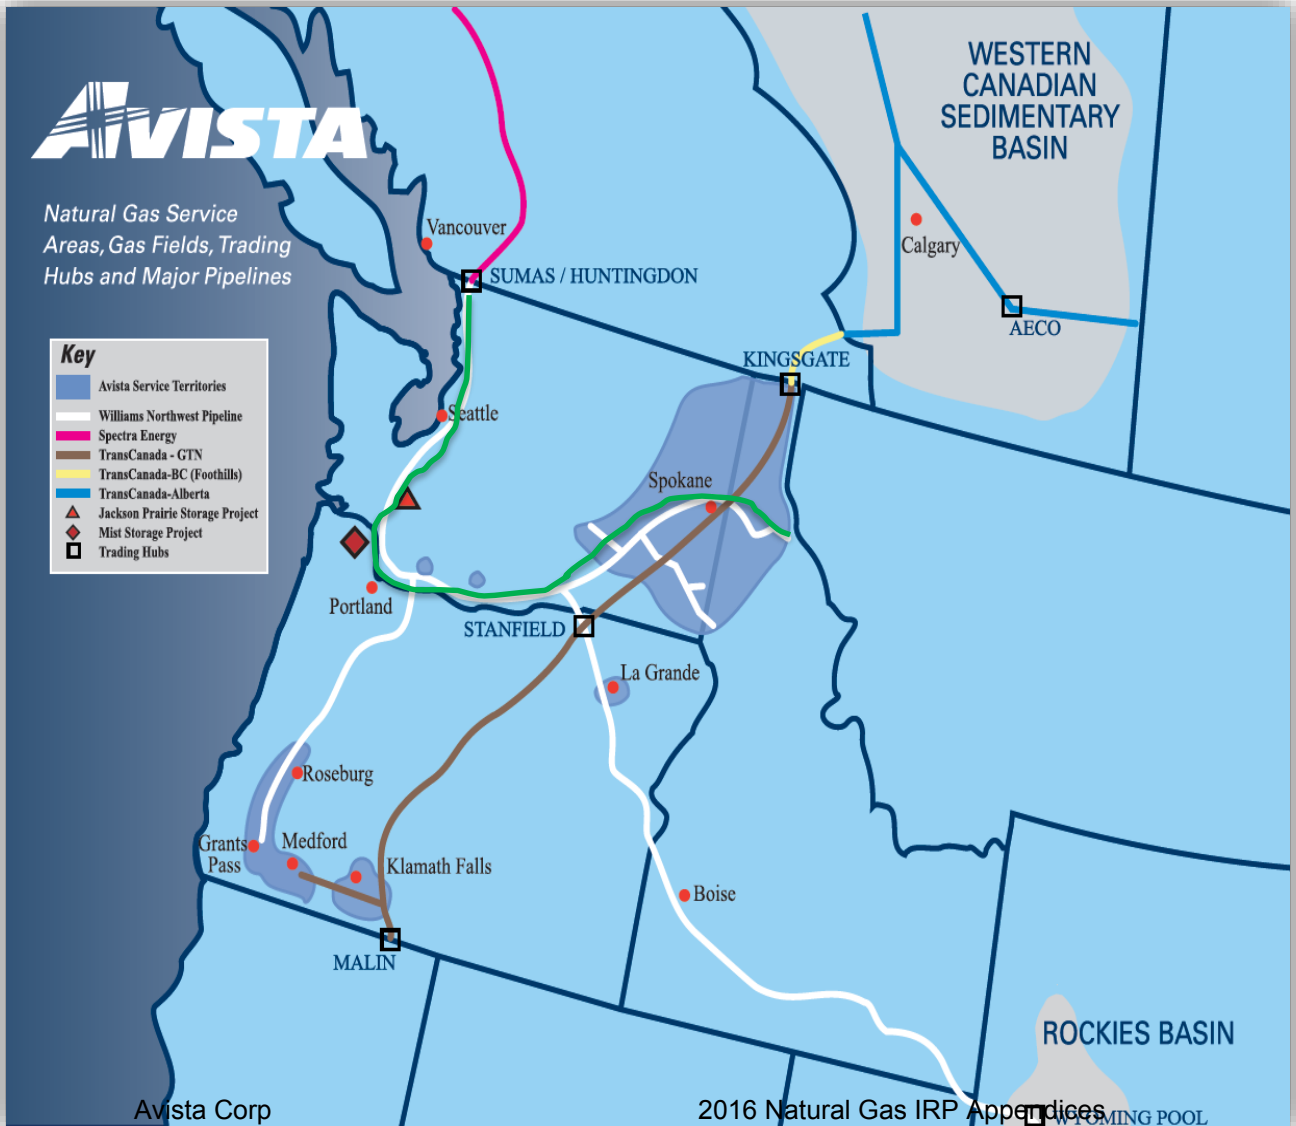 WESTERN
CANADIAN
SEDIMENTARY
BASIN
AVISTA
Natural Gas Service
Areas, Gas Fields, Trading
Hubs and Major Pipelines
Vancouver
Calgary
SUMAS / HUNTINGDON
AECO
Key
Avista Service Territories
Williams Northwest Pipeline
Spectra Energy
TransCanada - GTN
TransCanada-BC (Foothills)
TransCanada-Alberta
Jackson Prairie Storage Project
Mist Storage Project
Trading Hubs
KINGSGATE
Seattle
Spokane
Portland
STANFIELD
La Grande
Roseburg
Grants
Pass
Medford
Klamath Falls
Boise
MALIN
ROCKIES BASIN
Avista Corp
2016 Natural Gas IRP Appendices
WYOMING POOL